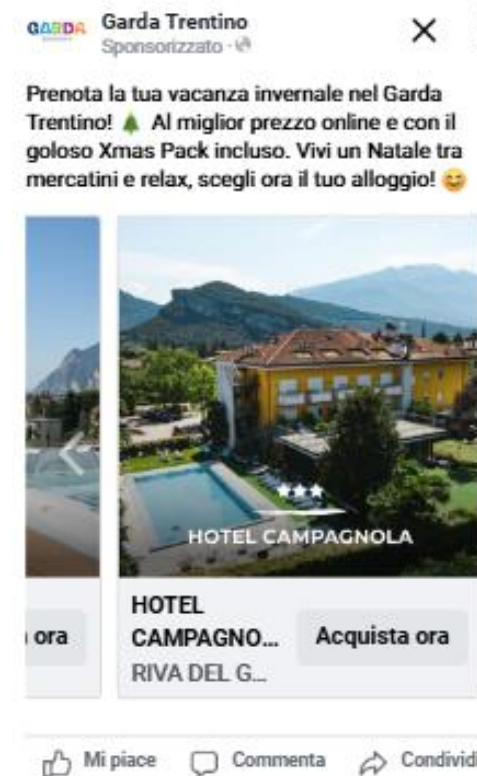 GARDA
Garda Trentino
Sponsorizzato ·
Prenota la tua vacanza invernale nel Garda
Trentino! 🌲 Al miglior prezzo online e con il
goloso Xmas Pack incluso. Vivi un Natale tra
mercatini e relax, scegli ora il tuo alloggio! 😊
HOTEL CAMPAGNOLA
ora
HOTEL
CAMPAGNO...
RIVA DEL G...
Acquista ora
Mi piace
Commenta
Condividi